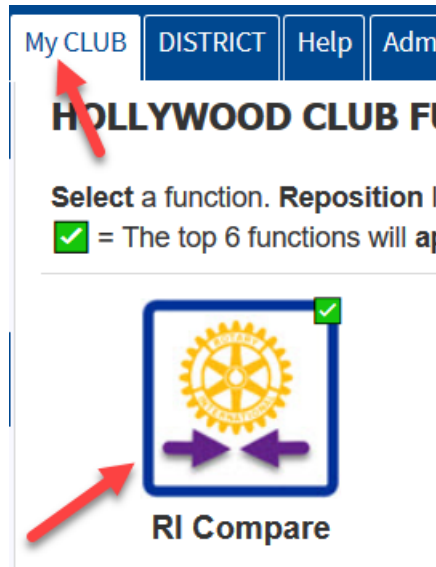 My CLUB DISTRICT Help Adm
HOLLYWOOD CLUB FU
Select a function. Reposition
= The top 6 functions will ap
ROTARY
INTERNATIONAL
RI Compare